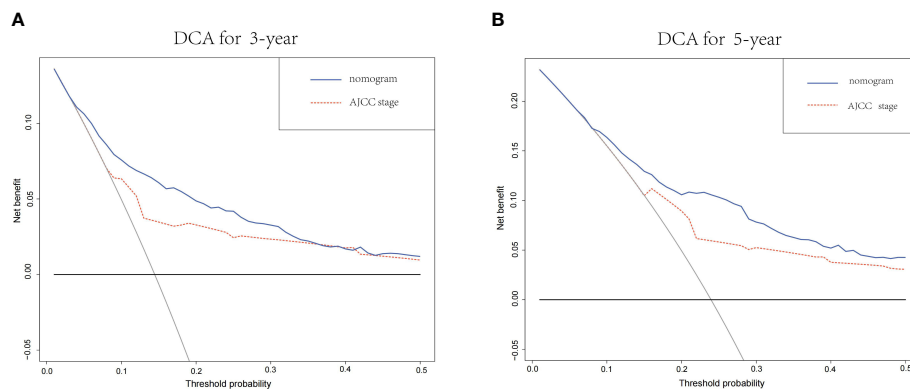 A
DCA for 3-year
nomogram
AJCC stage
Net benefit
0.10
0.05
0.00
−0.05
0.0 0.1 0.2 0.3 0.4 0.5
Threshold probability
B
DCA for 5-year
nomogram
AJCC stage
Net benefit
0.20
0.15
0.10
0.05
0.00
−0.05
0.0 0.1 0.2 0.3 0.4 0.5
Threshold probability